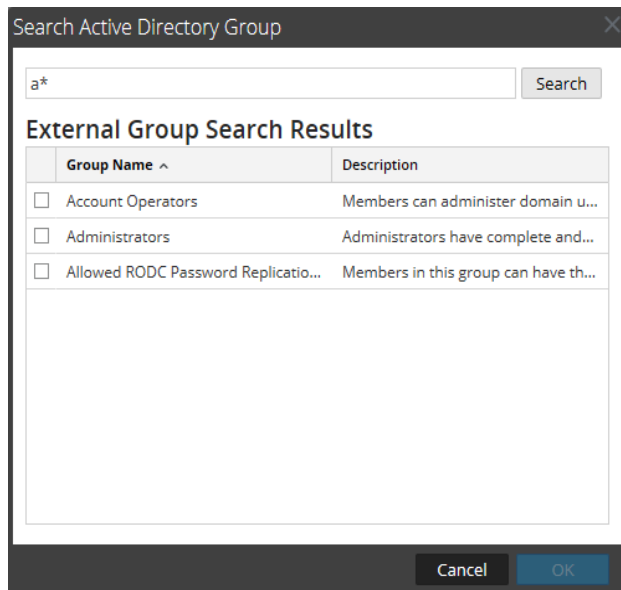 Search Active Directory Group
a* Search
External Group Search Results
Group Name Description
Account Operators Members can administer domain u...
Administrators Administrators have complete and...
Allowed RODC Password Replicatio... Members in this group can have th...
Cancel OK